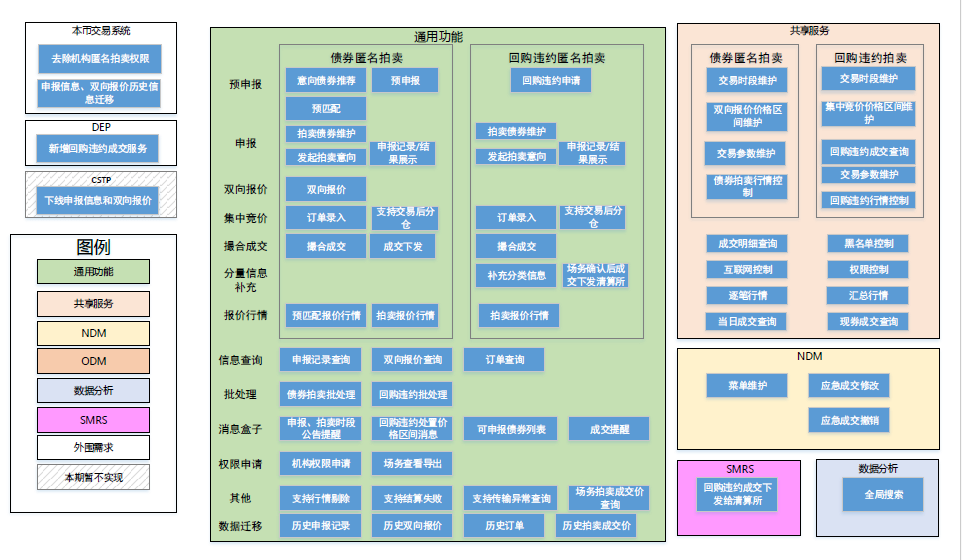 本币交易系统
去除机构匿名拍卖权限
申报信息、双向报价历史信
息迁移
DEP
新增回购违约成交服务
CSTP
下线申报信息和双向报价
图例
通用功能
共享服务
NDM
ODM
数据分析
SMRS
外围需求
本期暂不实现
通用功能
债券匿名拍卖
回购违约匿名拍卖
预申报
意向债券推荐
预申报
回购违约申请
预匹配
申报
拍卖债券维护
发起拍卖意向
申报记录/结
果展示
拍卖债券维护
发起拍卖意向
申报记录/结
果展示
双向报价
双向报价
集中竞价
订单录入
支持交易后分
仓
订单录入
支持交易后分
仓
撮合成交
撮合成交
成交下发
撮合成交
分量信息
补充
补充分类信息
场务确认后成
交下发清算所
报价行情
预匹配报价行情
拍卖报价行情
拍卖报价行情
信息查询
申报记录查询
双向报价查询
订单查询
批处理
债券拍卖批处理
回购违约批处理
消息盒子
申报、拍卖时段
公告提醒
回购违约处置价
格区间消息
可申报债券列表
成交提醒
权限申请
机构权限申请
场务查看导出
其他
支持行情剔除
支持结算失败
支持传输异常查询
场务拍卖成交价
查询
数据迁移
历史申报记录
历史双向报价
历史订单
历史拍卖成交价
共享服务
债券匿名拍卖
交易时段维护
双向报价价格区
间维护
交易参数维护
债券拍卖行情控
制
回购违约拍卖
交易时段维护
集中竞价价格区间维
护
回购违约成交查询
交易参数维护
回购违约行情控制
成交明细查询
黑名单控制
互联网控制
权限控制
逐笔行情
汇总行情
当日成交查询
现券成交查询
NDM
菜单维护
应急成交修改
应急成交撤销
SMRS
回购违约成交下
发给清算所
数据分析
全局搜索